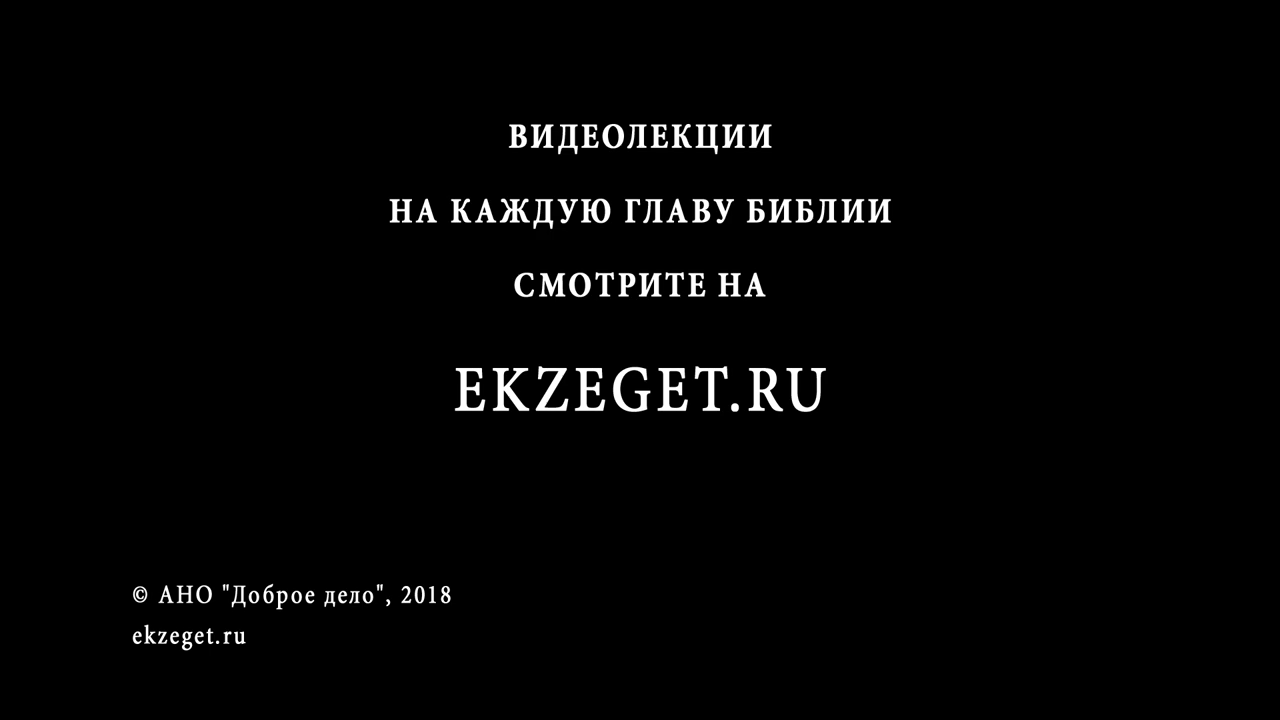 ВИДЕОЛЕКЦИИ
НА КАЖДУЮ ГЛАВУ БИБЛИИ
СМОТРИТЕ НА
EKZEGET.RU
© АНО "Доброе дело", 2018
ekzeget.ru